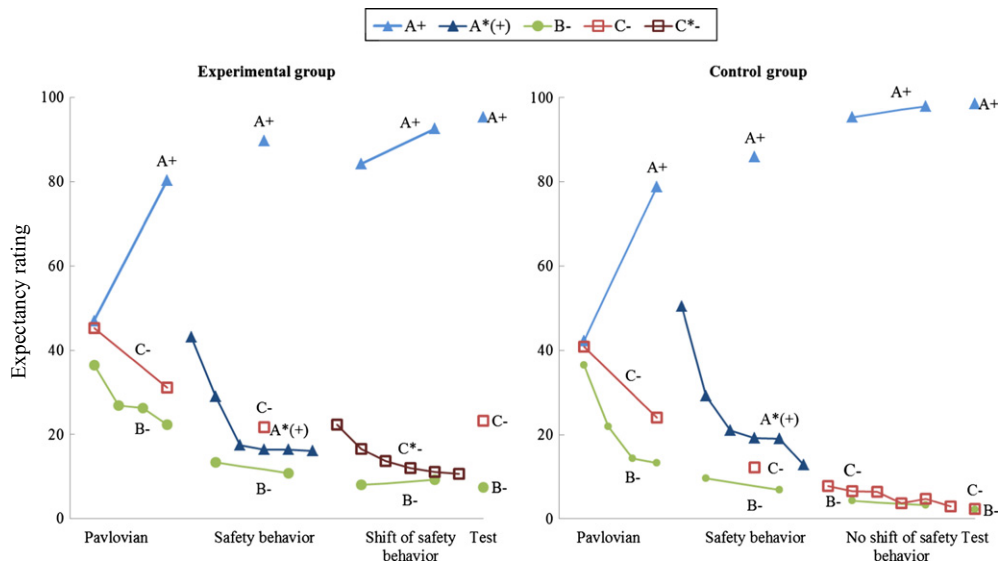 A+ A*(+) B- C- C*-
Experimental group Control group
Expectancy rating
100
80
60
40
20
0
A+
A+
A+
A+
C-
B-
C-
A*(+)
B-
C*-
B-
C-
B-
Pavlovian Safety behavior Shift of safety behavior Test
100
80
60
40
20
0
A+
A+
A+
A+
C-
B-
A*(+)
C-
B-
C-
B-
C-
B-
Pavlovian Safety behavior No shift of safety behavior Test